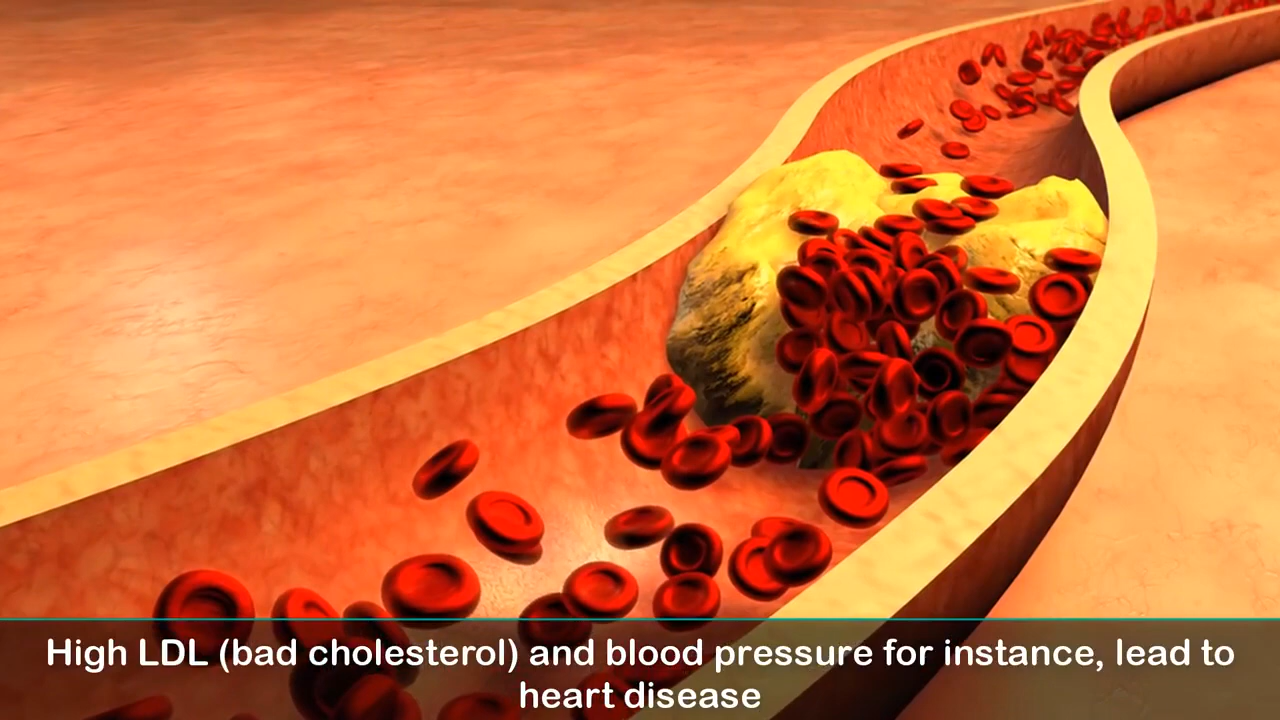 High LDL (bad cholesterol) and blood pressure for instance, lead to
heart disease